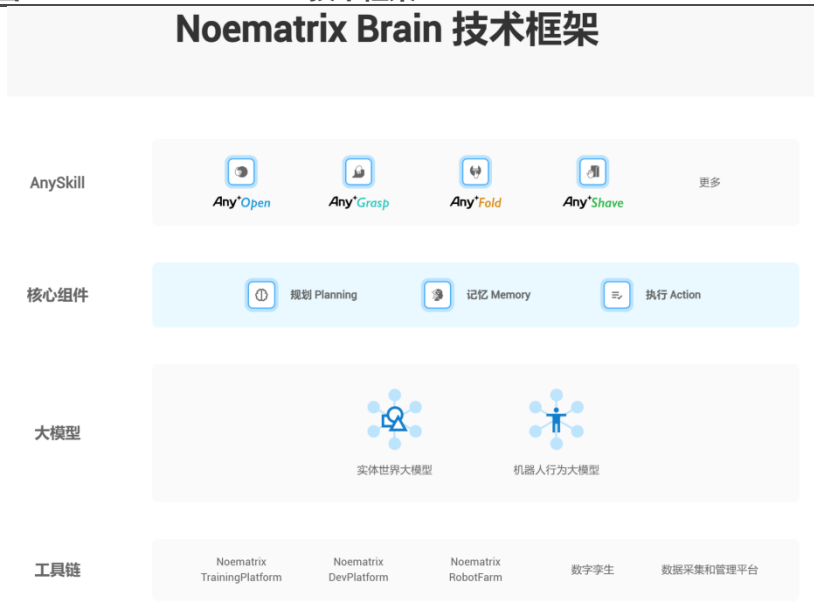 Noematrix Brain 技术框架
AnySkill
Any+Open
Any+Grasp
Any+Fold
Any+Shave
更多
核心组件
规划 Planning
记忆 Memory
执行 Action
大模型
实体世界大模型
机器人行为大模型
工具链
Noematrix
TrainingPlatform
Noematrix
DevPlatform
Noematrix
RobotFarm
数字孪生
数据采集和管理平台